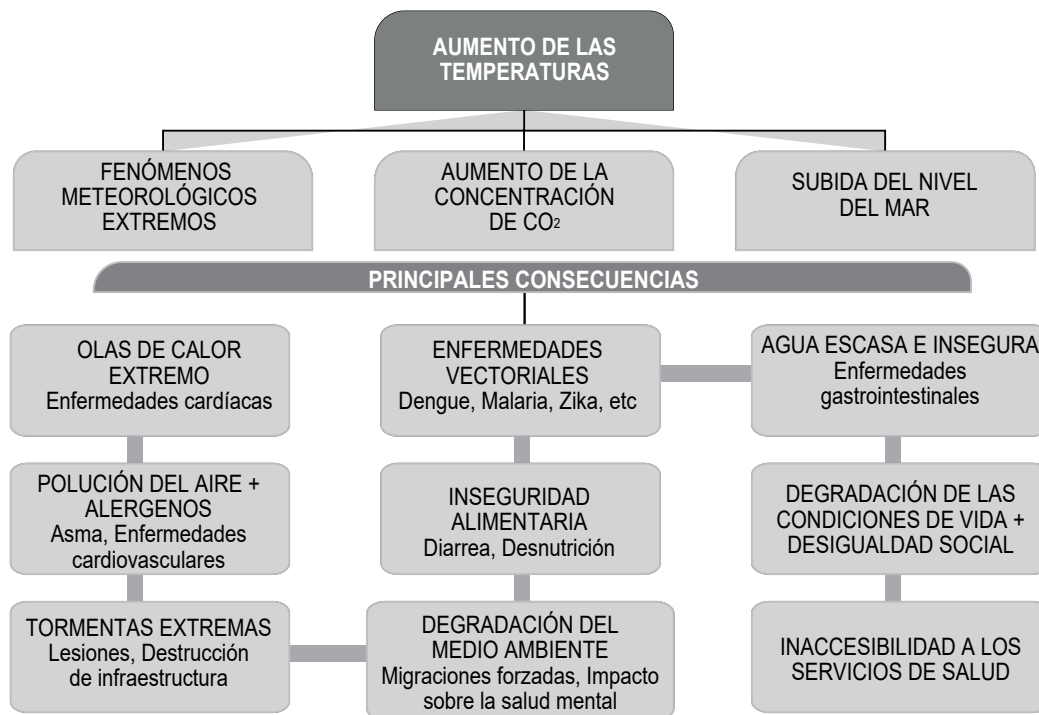 AUMENTO DE LAS
TEMPERATURAS
FENÓMENOS
METEOROLÓGICOS
EXTREMOS
AUMENTO DE LA
CONCENTRACIÓN
DE CO2
SUBIDA DEL NIVEL
DEL MAR
PRINCIPALES CONSECUENCIAS
OLAS DE CALOR
EXTREMO
Enfermedades cardíacas
ENFERMEDADES
VECTORIALES
Dengue, Malaria, Zika, etc
AGUA ESCASA E INSEGURA
Enfermedades
gastrointestinales
POLUCIÓN DEL AIRE +
ALERGENOS
Asma, Enfermedades
cardiovasculares
INSEGURIDAD
ALIMENTARIA
Diarrea, Desnutrición
DEGRADACIÓN DE LAS
CONDICIONES DE VIDA +
DESIGUALDAD SOCIAL
TORMENTAS EXTREMAS
Lesiones, Destrucción
de infraestructura
DEGRADACIÓN DEL
MEDIO AMBIENTE
Migraciones forzadas, Impacto
sobre la salud mental
INACCESIBILIDAD A LOS
SERVICIOS DE SALUD